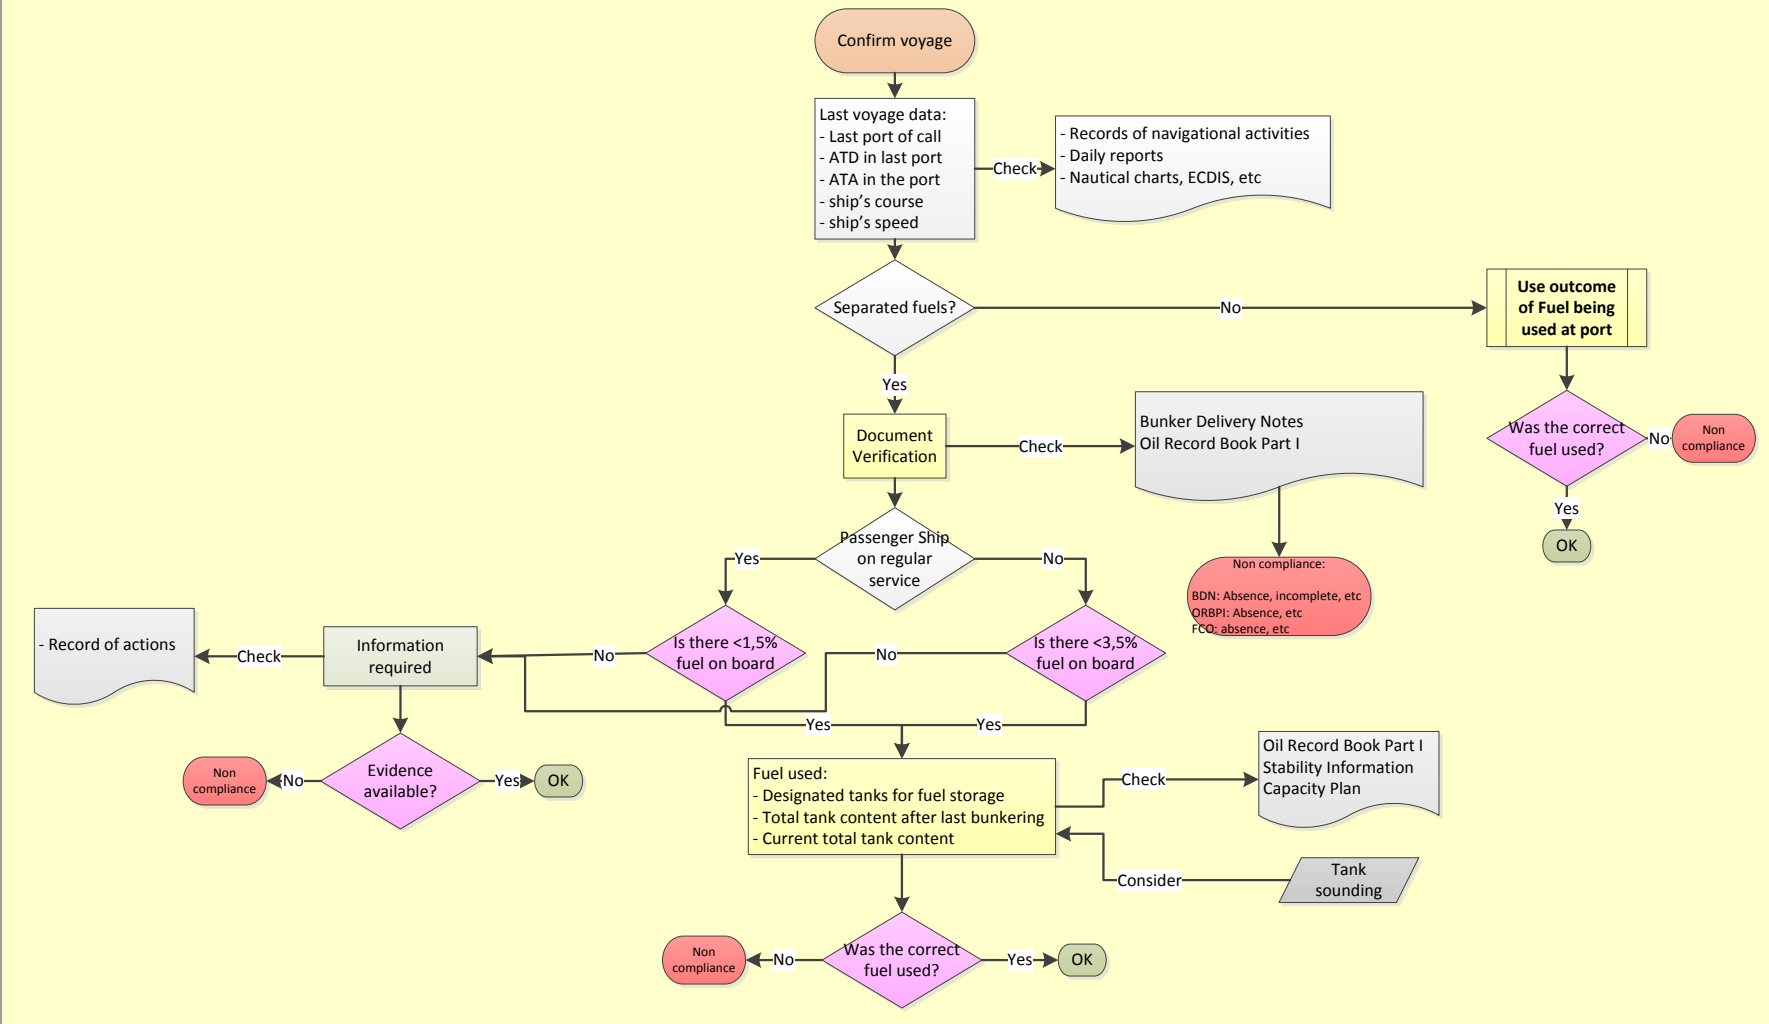 Confirm voyage
Last voyage data:
- Last port of call
- ATD in last port
- ATA in the port
- ship's course
- ship's speed
Check
- Records of navigational activities
- Daily reports
- Nautical charts, ECDIS, etc
Separated fuels?
No
Use outcome
of Fuel being
used at port
Was the correct
fuel used?
No
Non
compliance
Yes
OK
Yes
Document
Verification
Check
Bunker Delivery Notes
Oil Record Book Part I
Non compliance:
BDN: Absence, incomplete, etc
ORBPI: Absence, etc
FCO: absence, etc
Passenger Ship
on regular
service
Yes
No
Is there <1,5%
fuel on board
Is there <3,5%
fuel on board
No
No
Information
required
Check
- Record of actions
Evidence
available?
No
Non
compliance
Yes
OK
Yes
Yes
Fuel used:
- Designated tanks for fuel storage
- Total tank content after last bunkering
- Current total tank content
Check
Oil Record Book Part I
Stability Information
Capacity Plan
Consider
Tank
sounding
Was the correct
fuel used?
No
Non
compliance
Yes
OK